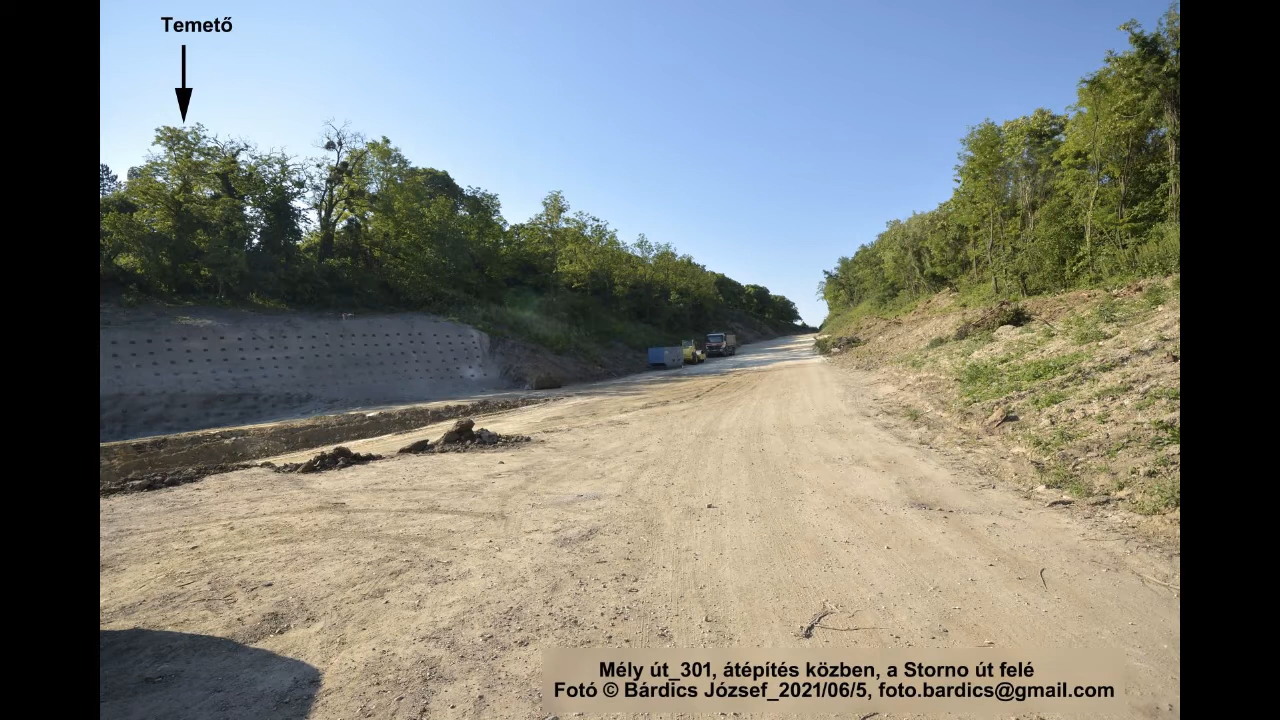 Temető
Mély út_301, átépítés közben, a Storno út felé
Fotó © Bárdics József_2021/06/5, foto.bardics@gmail.com